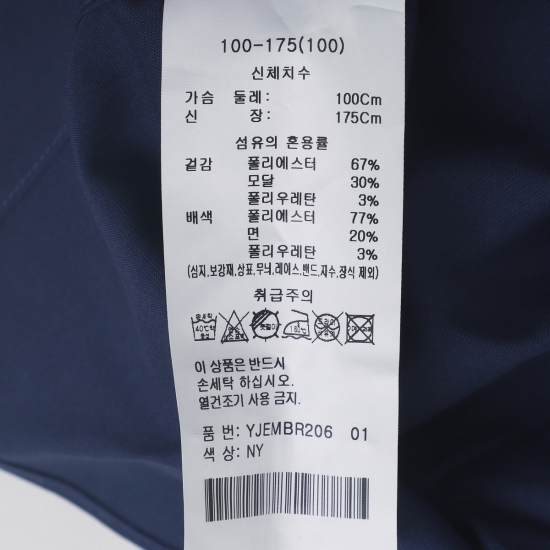 100-175(100)
신체치수
가슴 둘레: 100Cm
신 장: 175Cm
섬유의 혼용률
겉감 폴리에스터 67%
모달 30%
폴리우레탄 3%
배색 폴리에스터 77%
면 20%
폴리우레탄 3%
(심지,보강재,상표,무늬,레이스,밴드,자수,장식 제외)
취급주의
40℃
이 상품은 반드시
손세탁 하십시오.
열건조기 사용 금지.
품 번: YJEMBR206 01
색 상: NY